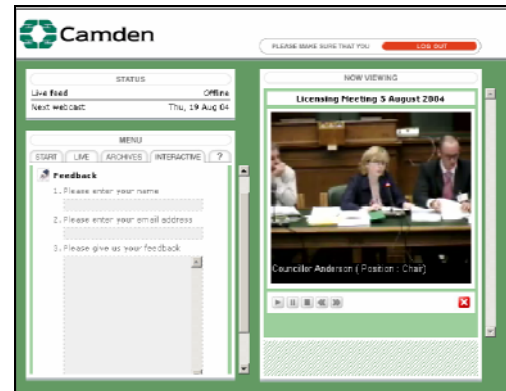 Camden
PLEASE MAKE SURE THAT YOU LOG OUT
STATUS
Live feed Offline
Next webcast Thu, 19 Aug 04
MENU
START LIVE ARCHIVES INTERACTIVE ?
Feedback
1. Please enter your name
2. Please enter your email address
3. Please give us your feedback
NOW VIEWING
Licensing Meeting 5 August 2004
Councillor Anderson ( Position : Chair)